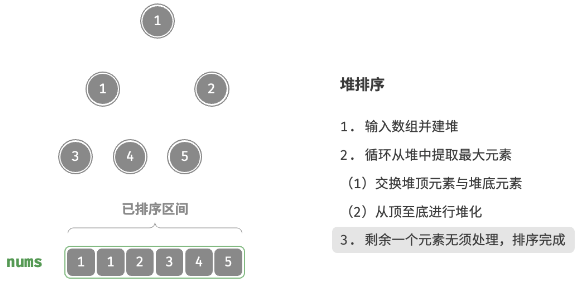 1
1
2
3
4
5
已排序区间
nums
1 1 2 3 4 5
堆排序
1. 输入数组并建堆
2. 循环从堆中提取最大元素
（1）交换堆顶元素与堆底元素
（2）从顶至底进行堆化
3. 剩余一个元素无须处理，排序完成